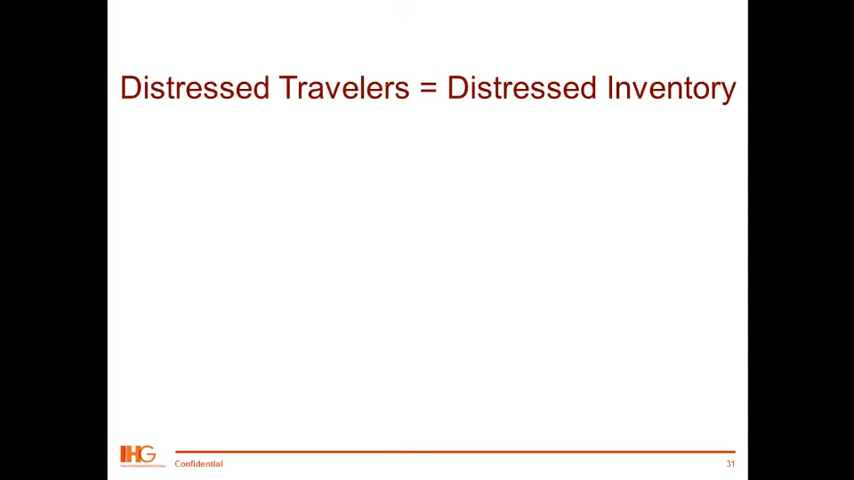 Distressed Travelers = Distressed Inventory
IHG
Confidential
31